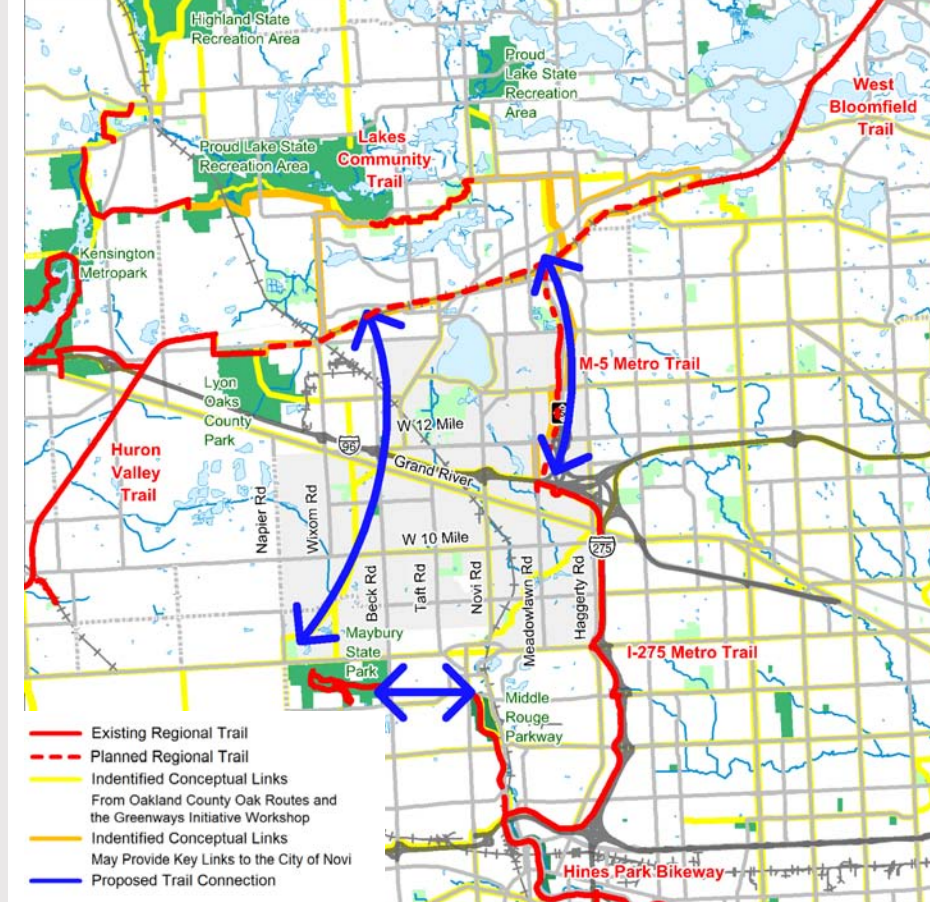 Highland State
Recreation Area
Proud
Lake State
Recreation
Area
West
Bloomfield
Trail
Lakes
Community
Trail
Proud Lake State
Recreation Area
Kensington
Metropark
M-5 Metro Trail
Lyon
Oaks
County
Park
W 12 Mile
96
Grand River
Huron
Valley
Trail
Napier Rd
Wixom Rd
W 10 Mile
275
Beck Rd
Taft Rd
Novi Rd
Meadowlawn Rd
Haggerty Rd
Maybury
State
Park
I-275 Metro Trail
Middle
Rouge
Parkway
Existing Regional Trail
Planned Regional Trail
Indentified Conceptual Links
From Oakland County Oak Routes and
the Greenways Initiative Workshop
Indentified Conceptual Links
May Provide Key Links to the City of Novi
Proposed Trail Connection
Hines Park Bikeway